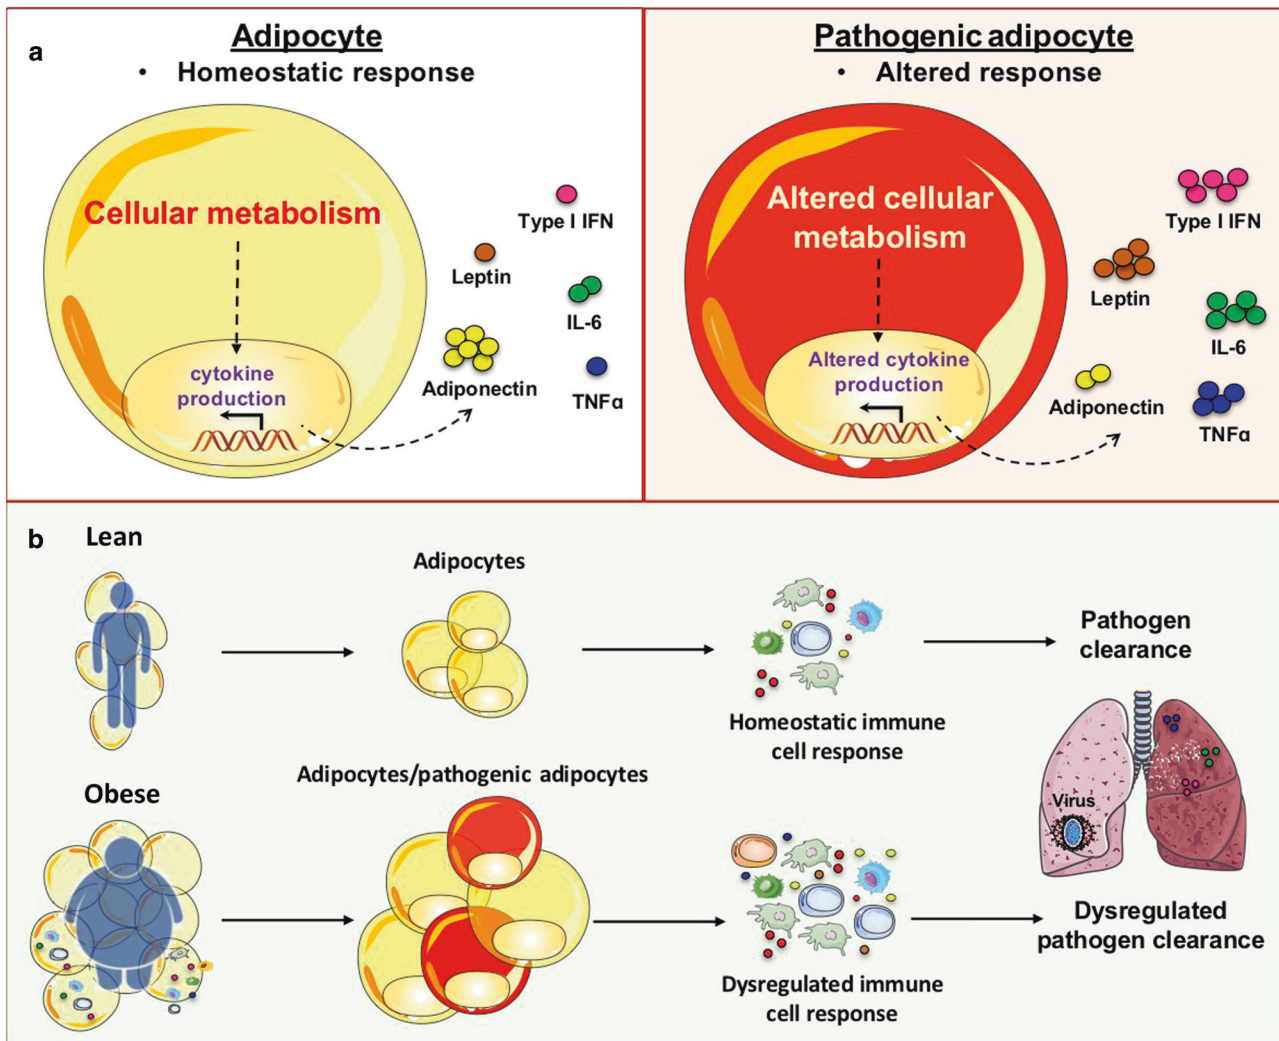 a
Adipocyte
• Homeostatic response
Cellular metabolism
cytokine
production
Type I IFN
Leptin
IL-6
Adiponectin
TNFα
Pathogenic adipocyte
• Altered response
Altered cellular
metabolism
Altered cytokine
production
Type I IFN
Leptin
IL-6
Adiponectin
TNFα
b
Lean
Adipocytes
Homeostatic immune
cell response
Pathogen
clearance
Obese
Adipocytes/pathogenic adipocytes
Dysregulated immune
cell response
Virus
Dysregulated
pathogen clearance